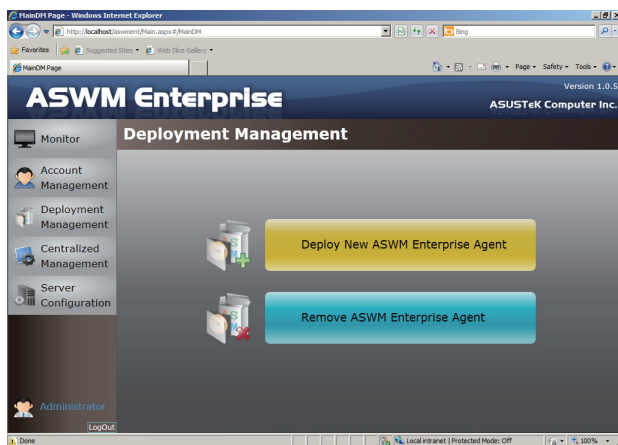 MainDM Page - Windows Internet Explorer
http://localhost/aswment/Main.aspx#/MainDM
Bing
Favorites
Suggested Sites
Web Slice Gallery
MainDM Page
Page
Safety
Tools
ASWM Enterprise
Version 1.0.5
ASUSTeK Computer Inc.
Monitor
Deployment Management
Account
Management
Deployment
Management
Centralized
Management
Server
Configuration
Deploy New ASWM Enterprise Agent
Remove ASWM Enterprise Agent
Administrator
LogOut
Done
Local intranet | Protected Mode: Off
100%